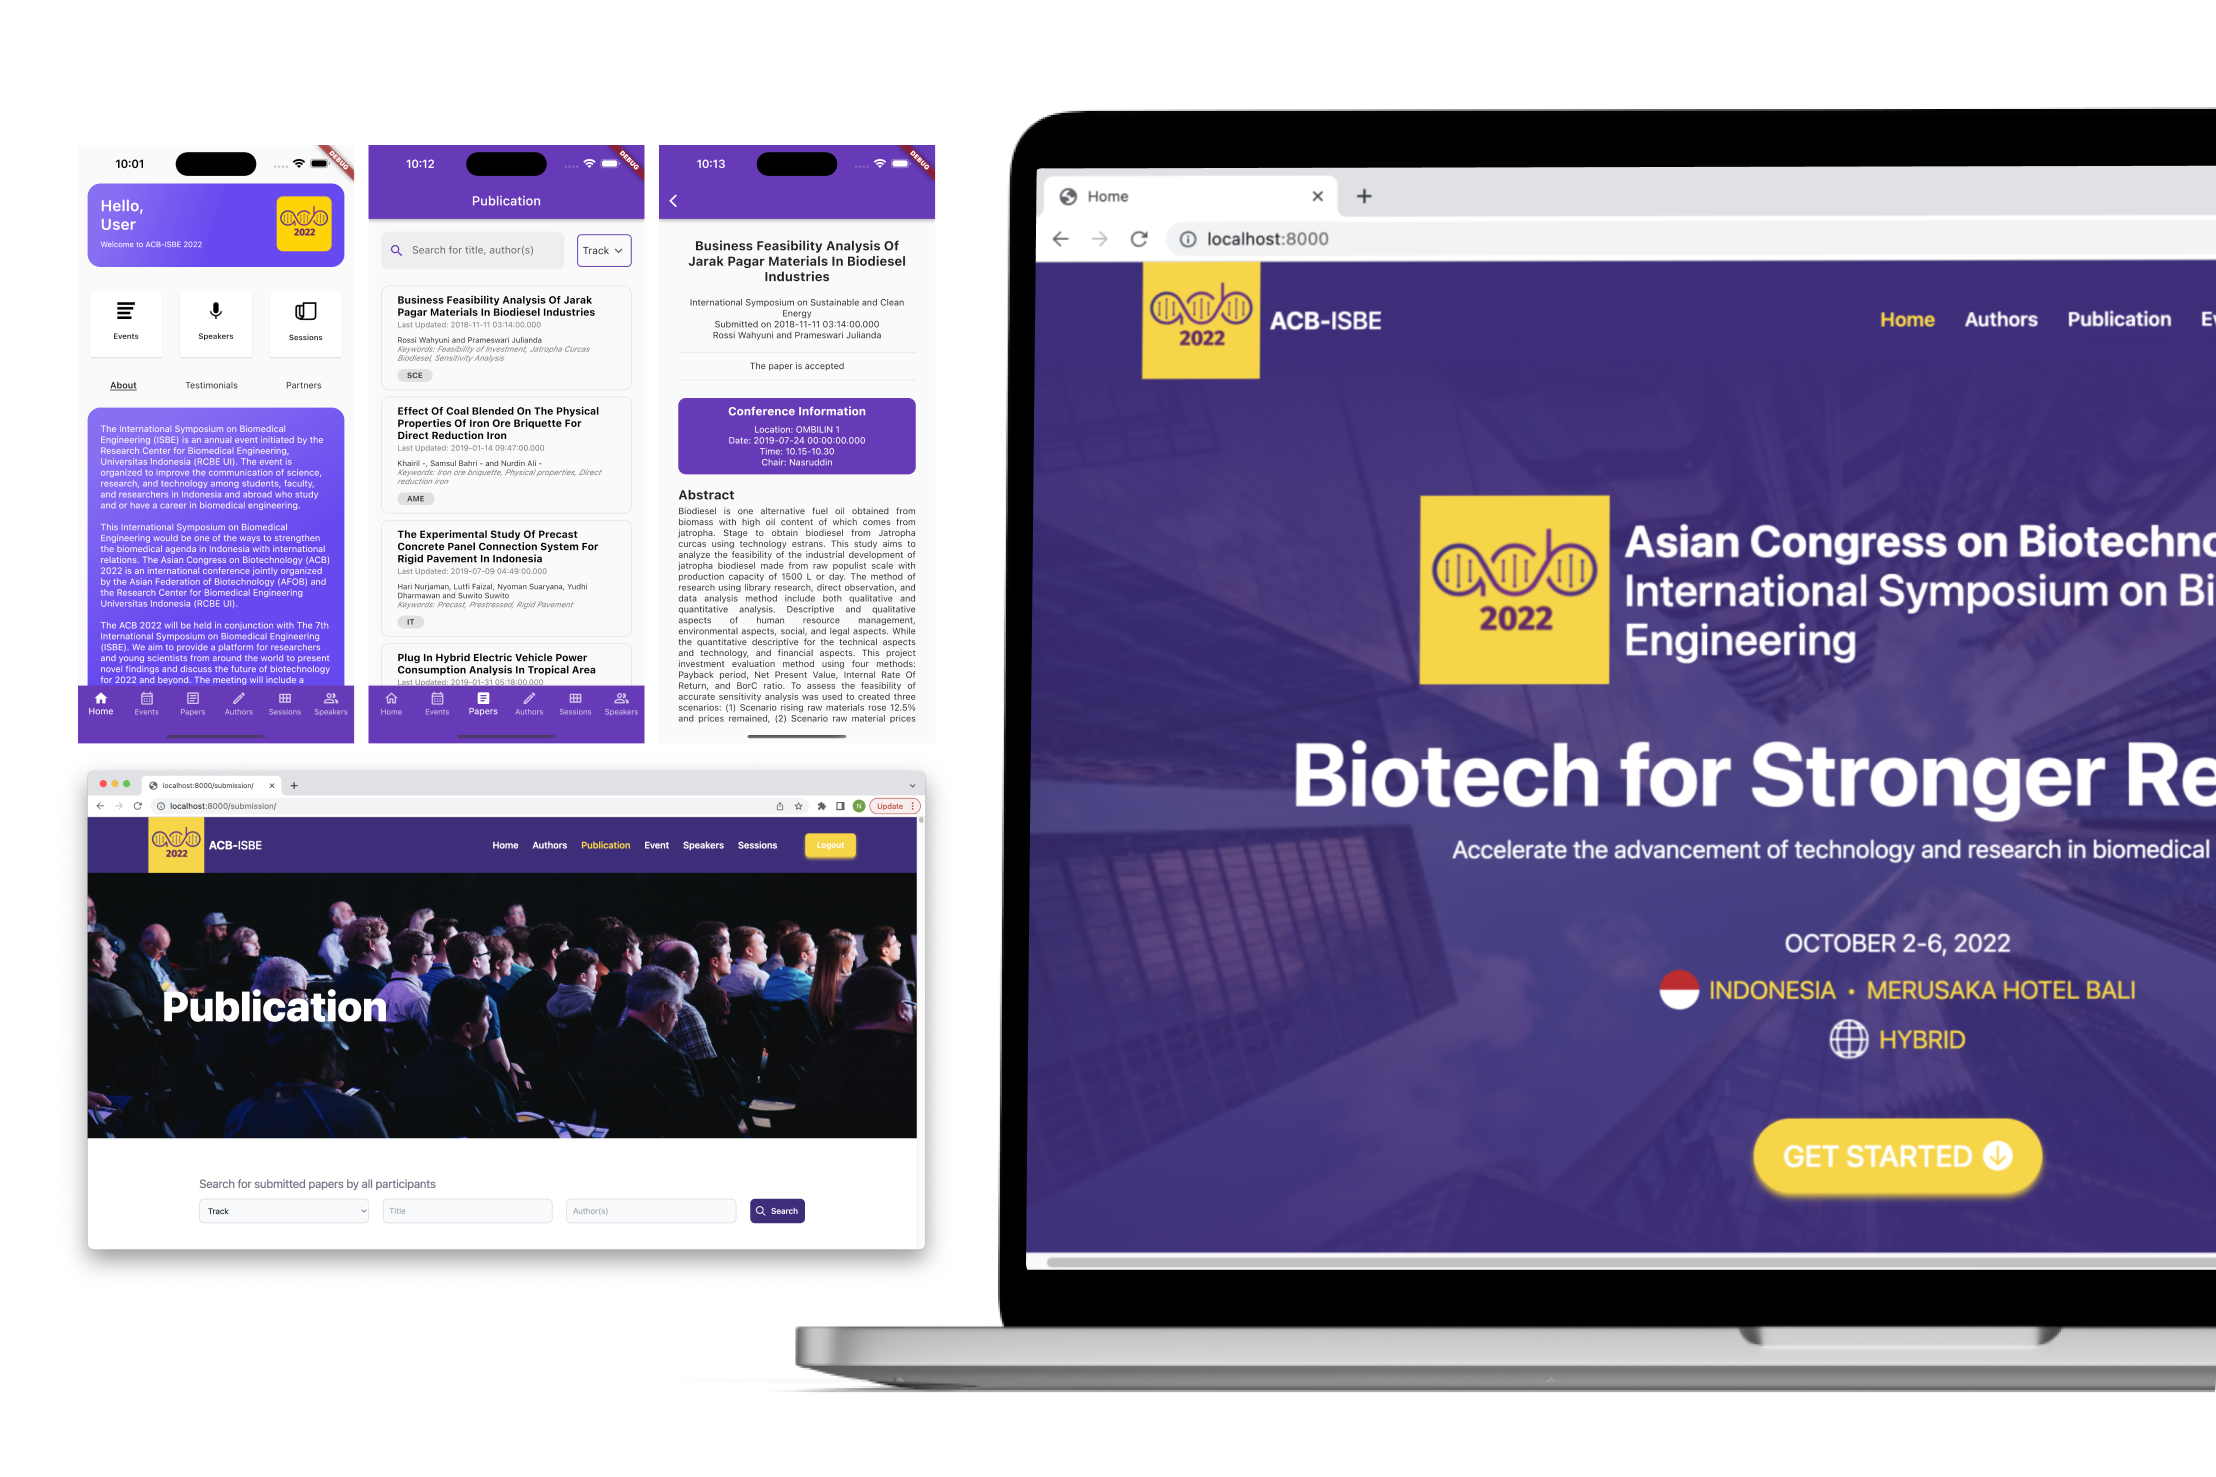 10:01
DEBUG
Hello,
User
Welcome to ACB-ISBE 2022
2022
Events
Speakers
Sessions
About
Testimonials
Partners
The International Symposium on Biomedical
Engineering (ISBE) is an annual event initiated by the
Research Center for Biomedical Engineering,
Universitas Indonesia (RCBE UI). The event is
organized to improve the communication of science,
research, and technology among students, faculty,
and researchers in Indonesia and abroad who study
and or have a career in biomedical engineering.
This International Symposium on Biomedical
Engineering would be one of the ways to strengthen
the biomedical agenda in Indonesia with international
relations. The Asian Congress on Biotechnology (ACB)
2022 is an international conference jointly organized
by the Asian Federation of Biotechnology (AFOB) and
the Research Center for Biomedical Engineering
Universitas Indonesia (RCBE UI).
The ACB 2022 will be held in conjunction with The 7th
International Symposium on Biomedical Engineering
(ISBE). We aim to provide a platform for researchers
and young scientists from around the world to present
novel findings and discuss the future of biotechnology
for 2022 and beyond. The meeting will include a
Home
Events
Papers
Authors
Sessions
Speakers
10:12
DEBUG
Publication
Search for title, author(s)
Track
Business Feasibility Analysis Of Jarak
Pagar Materials In Biodiesel Industries
Last Updated: 2018-11-11 03:14:00.000
Rossi Wahyuni and Prameswari Julianda
Keywords: Feasibility of Investment, Jatropha Curcas
Biodiesel, Sensitivity Analysis
SCE
Effect Of Coal Blended On The Physical
Properties Of Iron Ore Briquette For
Direct Reduction Iron
Last Updated: 2019-01-14 09:47:00.000
Khairil -, Samsul Bahri - and Nurdin Ali -
Keywords: Iron ore briquette, Physical properties, Direct
reduction iron
AME
The Experimental Study Of Precast
Concrete Panel Connection System For
Rigid Pavement In Indonesia
Last Updated: 2019-07-09 04:49:00.000
Hari Nurjaman, Lutfi Faizal, Nyoman Suaryana, Yudhi
Dharmawan and Suwito Suwito
Keywords: Precast, Prestressed, Rigid Pavement
IT
Plug In Hybrid Electric Vehicle Power
Consumption Analysis In Tropical Area
Last Updated: 2019-01-31 05:18:00.000
Home
Events
Papers
Authors
Sessions
Speakers
10:13
DEBUG
Business Feasibility Analysis Of
Jarak Pagar Materials In Biodiesel
Industries
International Symposium on Sustainable and Clean
Energy
Submitted on 2018-11-11 03:14:00.000
Rossi Wahyuni and Prameswari Julianda
The paper is accepted
Conference Information
Location: OMBILIN 1
Date: 2019-07-24 00:00:00.000
Time: 10.15-10.30
Chair: Nasruddin
Abstract
Biodiesel is one alternative fuel oil obtained from
biomass with high oil content of which comes from
jatropha. Stage to obtain biodiesel from Jatropha
curcas using technology estrans. This study aims to
analyze the feasibility of the industrial development of
jatropha biodiesel made from raw populist scale with
production capacity of 1500 L or day. The method of
research using library research, direct observation, and
data analysis method include both qualitative and
quantitative analysis. Descriptive and qualitative
aspects of human resource management,
environmental aspects, social, and legal aspects. While
the quantitative descriptive for the technical aspects
and technology, and financial aspects. This project
investment evaluation method using four methods:
Payback period, Net Present Value, Internal Rate Of
Return, and BorC ratio. To assess the feasibility of
accurate sensitivity analysis was used to created three
scenarios: (1) Scenario rising raw materials rose 12.5%
and prices remained, (2) Scenario raw material prices
localhost:8000/submission/
localhost:8000/submission/
N
Update
acb
2022
ACB-ISBE
Home
Authors
Publication
Event
Speakers
Sessions
Logout
Publication
Search for submitted papers by all participants
Track
Title
Author(s)
Search
Home
localhost:8000
acb
2022
ACB-ISBE
Home
Authors
Publication
Ev
acb
2022
Asian Congress on Biotechno
International Symposium on Bi
Engineering
Biotech for Stronger Re
Accelerate the advancement of technology and research in biomedical
OCTOBER 2-6, 2022
INDONESIA • MERUSAKA HOTEL BALI
HYBRID
GET STARTED